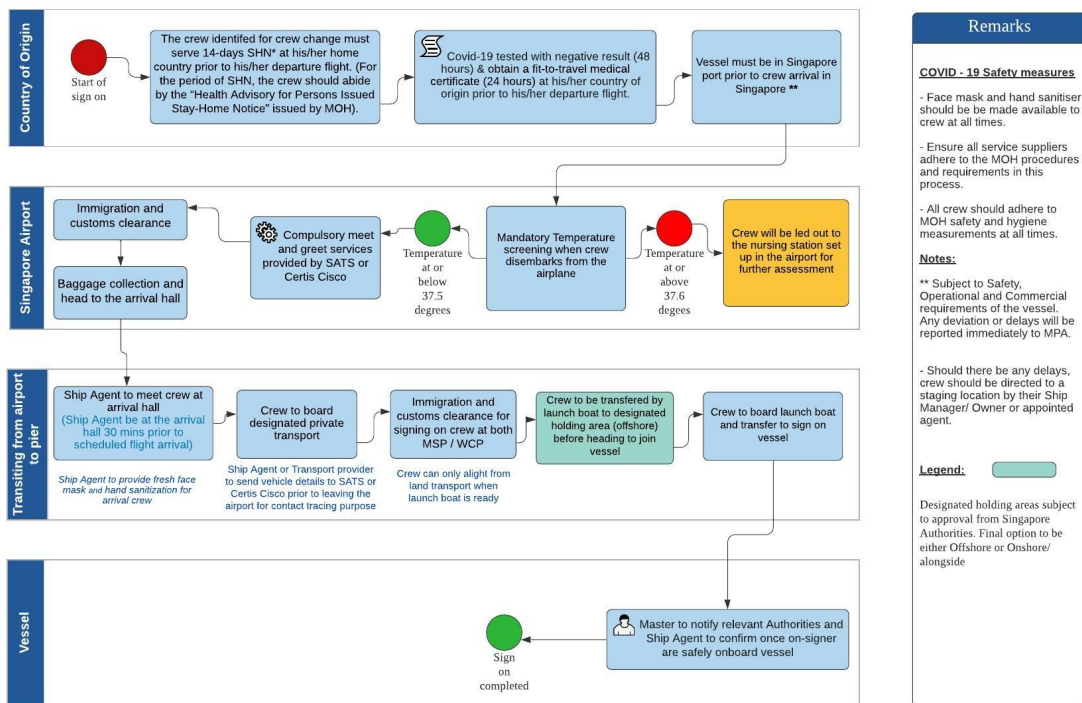 Country of Origin
Start of
sign on
The crew identifed for crew change must
serve 14-days SHN* at his/her home
country prior to his/her departure flight. (For
the period of SHN, the crew should abide
by the “Health Advisory for Persons Issued
Stay-Home Notice” issued by MOH).
Covid-19 tested with negative result (48
hours) & obtain a fit-to-travel medical
certificate (24 hours) at his/her country of
origin prior to his/her departure flight.
Vessel must be in Singapore
port prior to crew arrival in
Singapore **
Singapore Airport
Immigration and
customs clearance
Baggage collection and
head to the arrival hall
Compulsory meet
and greet services
provided by SATS or
Certis Cisco
Temperature
at or
below
37.5
degrees
Mandatory Temperature
screening when crew
disembarks from the
airplane
Temperature
at or
above
37.6
degees
Crew will be led out to
the nursing station set
up in the airport for
further assessment
Transiting from airport
to pier
Ship Agent to meet crew at
arrival hall
(Ship Agent be at the arrival
hall 30 mins prior to
scheduled flight arrival)
Ship Agent to provide fresh face
mask and hand sanitization for
arrival crew
Crew to board
designated private
transport
Ship Agent or Transport provider
to send vehicle details to SATS or
Certis Cisco prior to leaving the
airport for contact tracing purpose
Immigration and
customs clearance for
signing on crew at both
MSP / WCP
Crew can only alight from
land transport when
launch boat is ready
Crew to be transfered by
launch boat to designated
holding area (offshore)
before heading to join
vessel
Crew to board launch boat
and transfer to sign on
vessel
Vessel
Sign
on
completed
Master to notify relevant Authorities and
Ship Agent to confirm once on-signer
are safely onboard vessel
Remarks
COVID - 19 Safety measures
- Face mask and hand sanitiser
should be be made available to
crew at all times.
- Ensure all service suppliers
adhere to the MOH procedures
and requirements in this
process.
- All crew should adhere to
MOH safety and hygiene
measurements at all times.
Notes:
** Subject to Safety,
Operational and Commercial
requirements of the vessel.
Any deviation or delays will be
reported immediately to MPA.
- Should there be any delays,
crew should be directed to a
staging location by their Ship
Manager/ Owner or appointed
agent.
Legend:
Designated holding areas subject
to approval from Singapore
Authorities. Final option to be
either Offshore or Onshore/
alongside